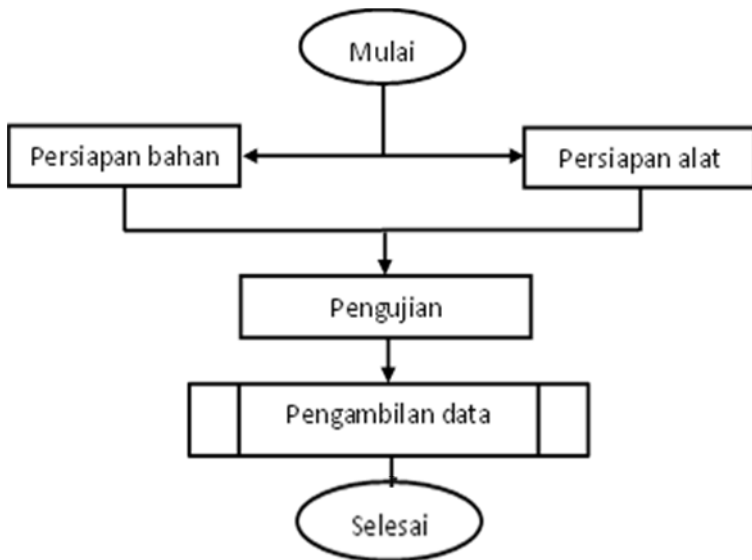 Mulai
Persiapan bahan
Persiapan alat
Pengujian
Pengambilan data
Selesai